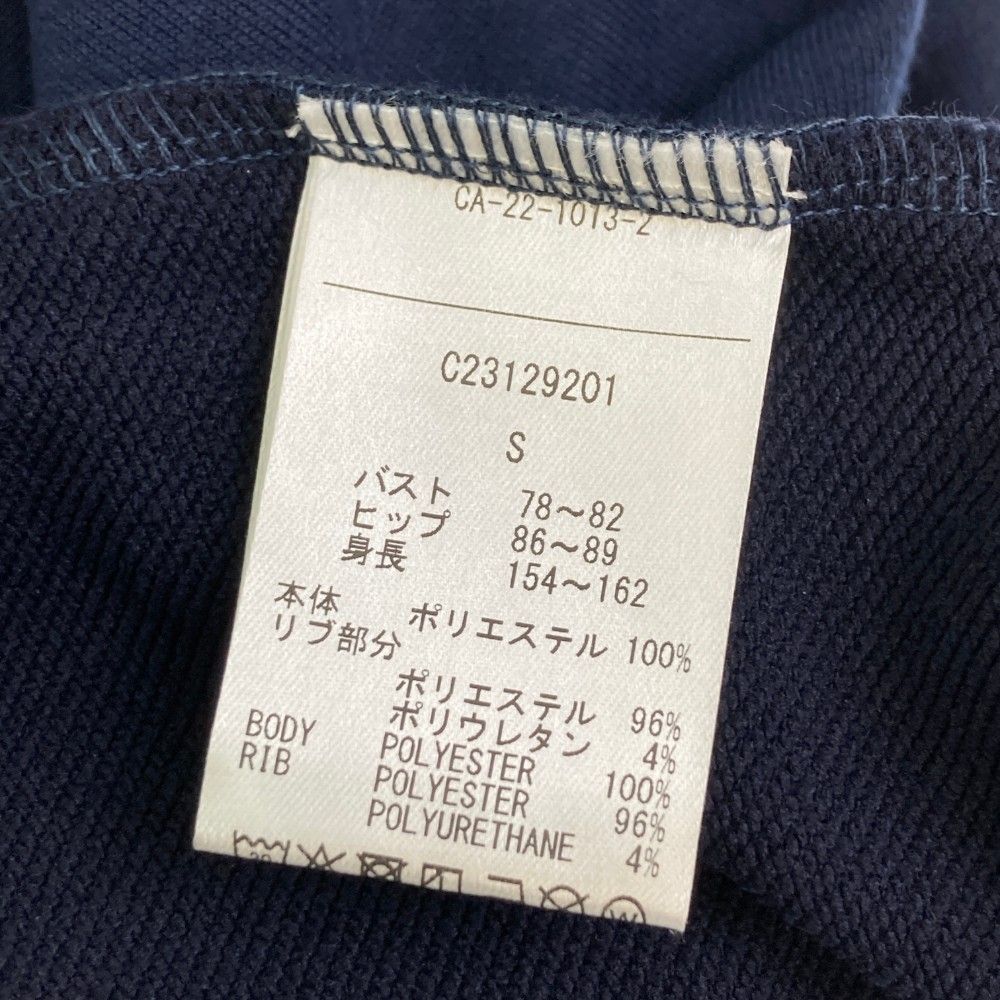 CA-22-1013-2
C23129201
S
バスト 78～82
ヒップ 86～89
身長 154～162
本体 ポリエステル 100%
リブ部分
ポリエステル 96%
ポリウレタン 4%
BODY POLYESTER 100%
RIB POLYESTER 96%
POLYURETHANE 4%